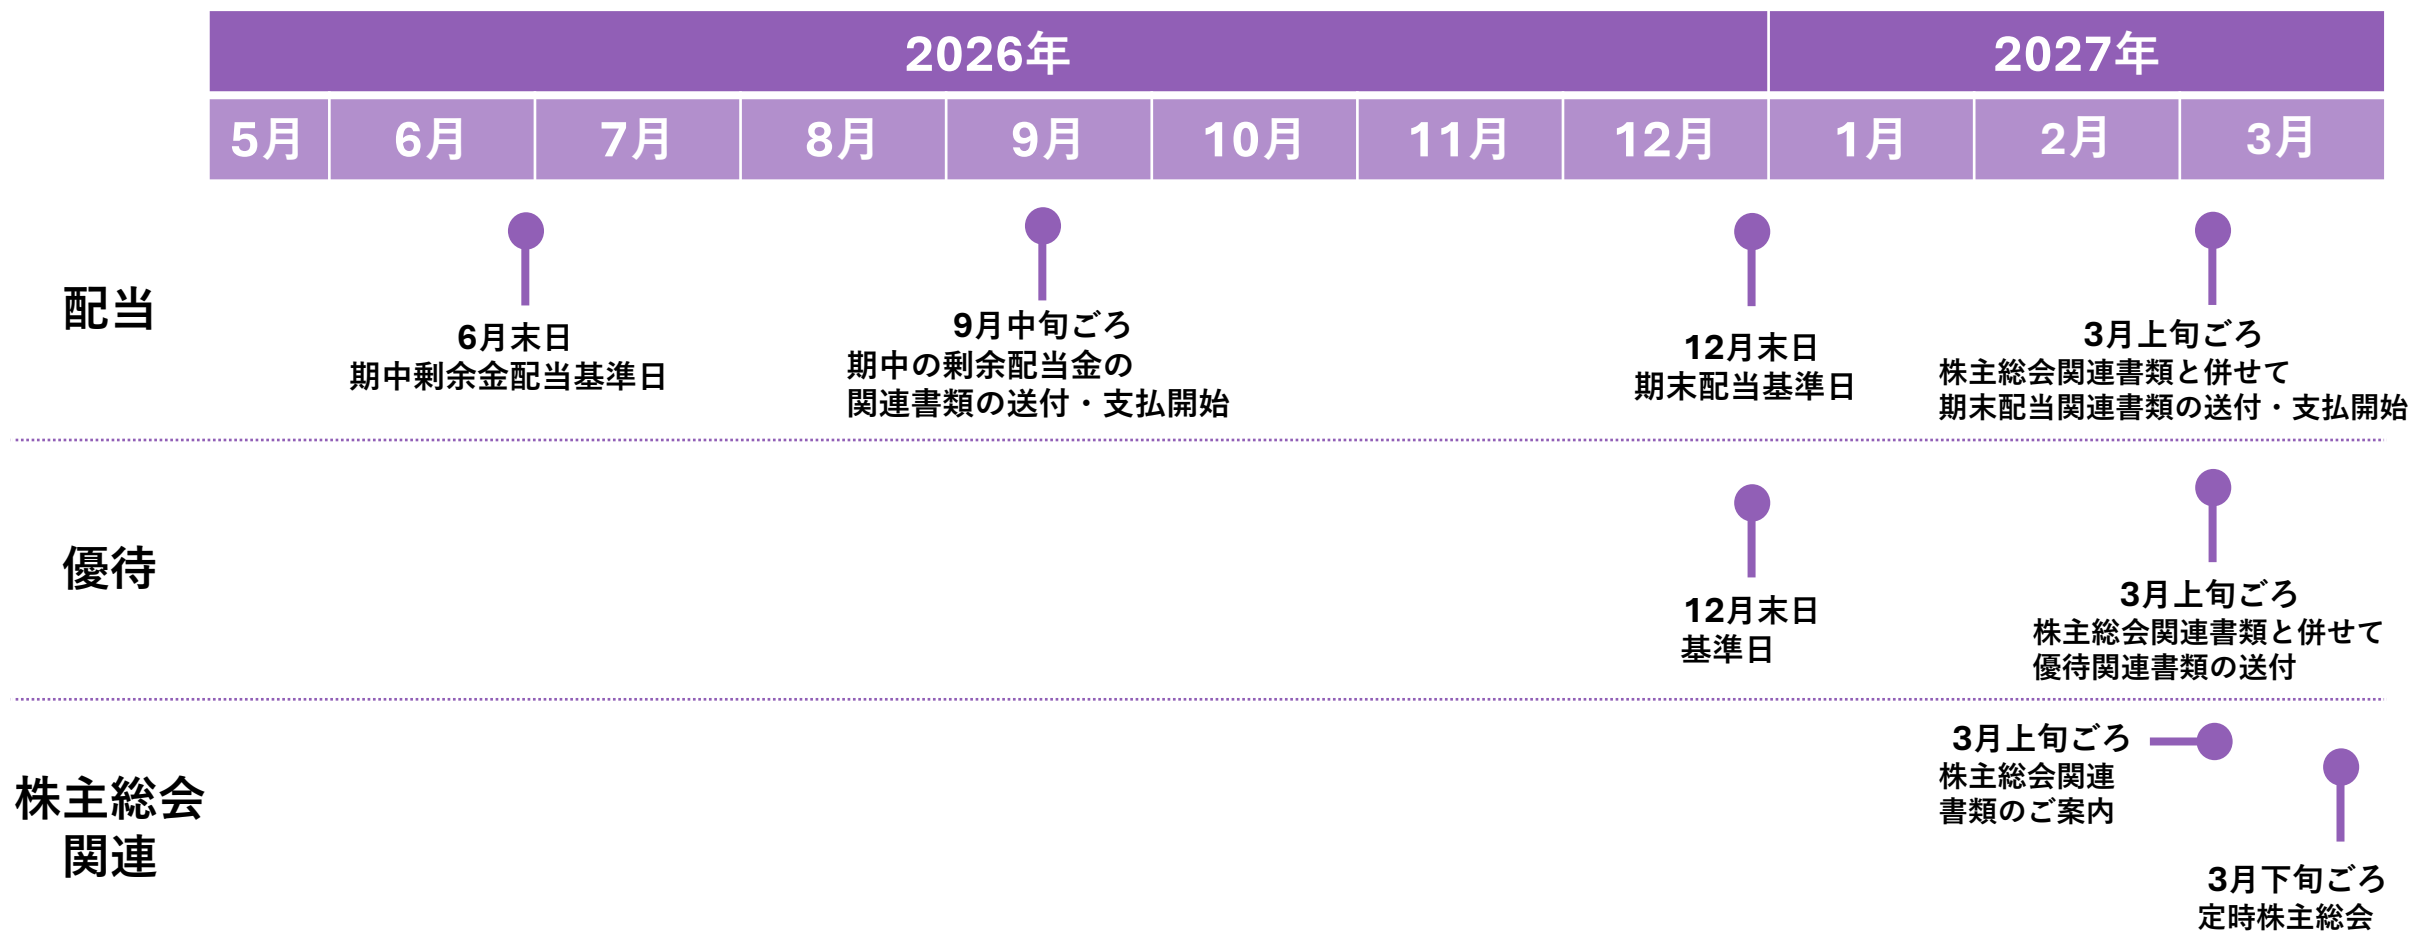 2026年
2027年
5月
6月
7月
8月
9月
10月
11月
12月
1月
2月
3月
配当
6月末日
期中剰余金配当基準日
9月中旬ごろ
期中の剰余配当金の
関連書類の送付・支払開始
12月末日
期末配当基準日
3月上旬ごろ
株主総会関連書類と併せて
期末配当関連書類の送付・支払開始
優待
12月末日
基準日
3月上旬ごろ
株主総会関連書類と併せて
優待関連書類の送付
株主総会
関連
3月上旬ごろ
株主総会関連
書類のご案内
3月下旬ごろ
定時株主総会